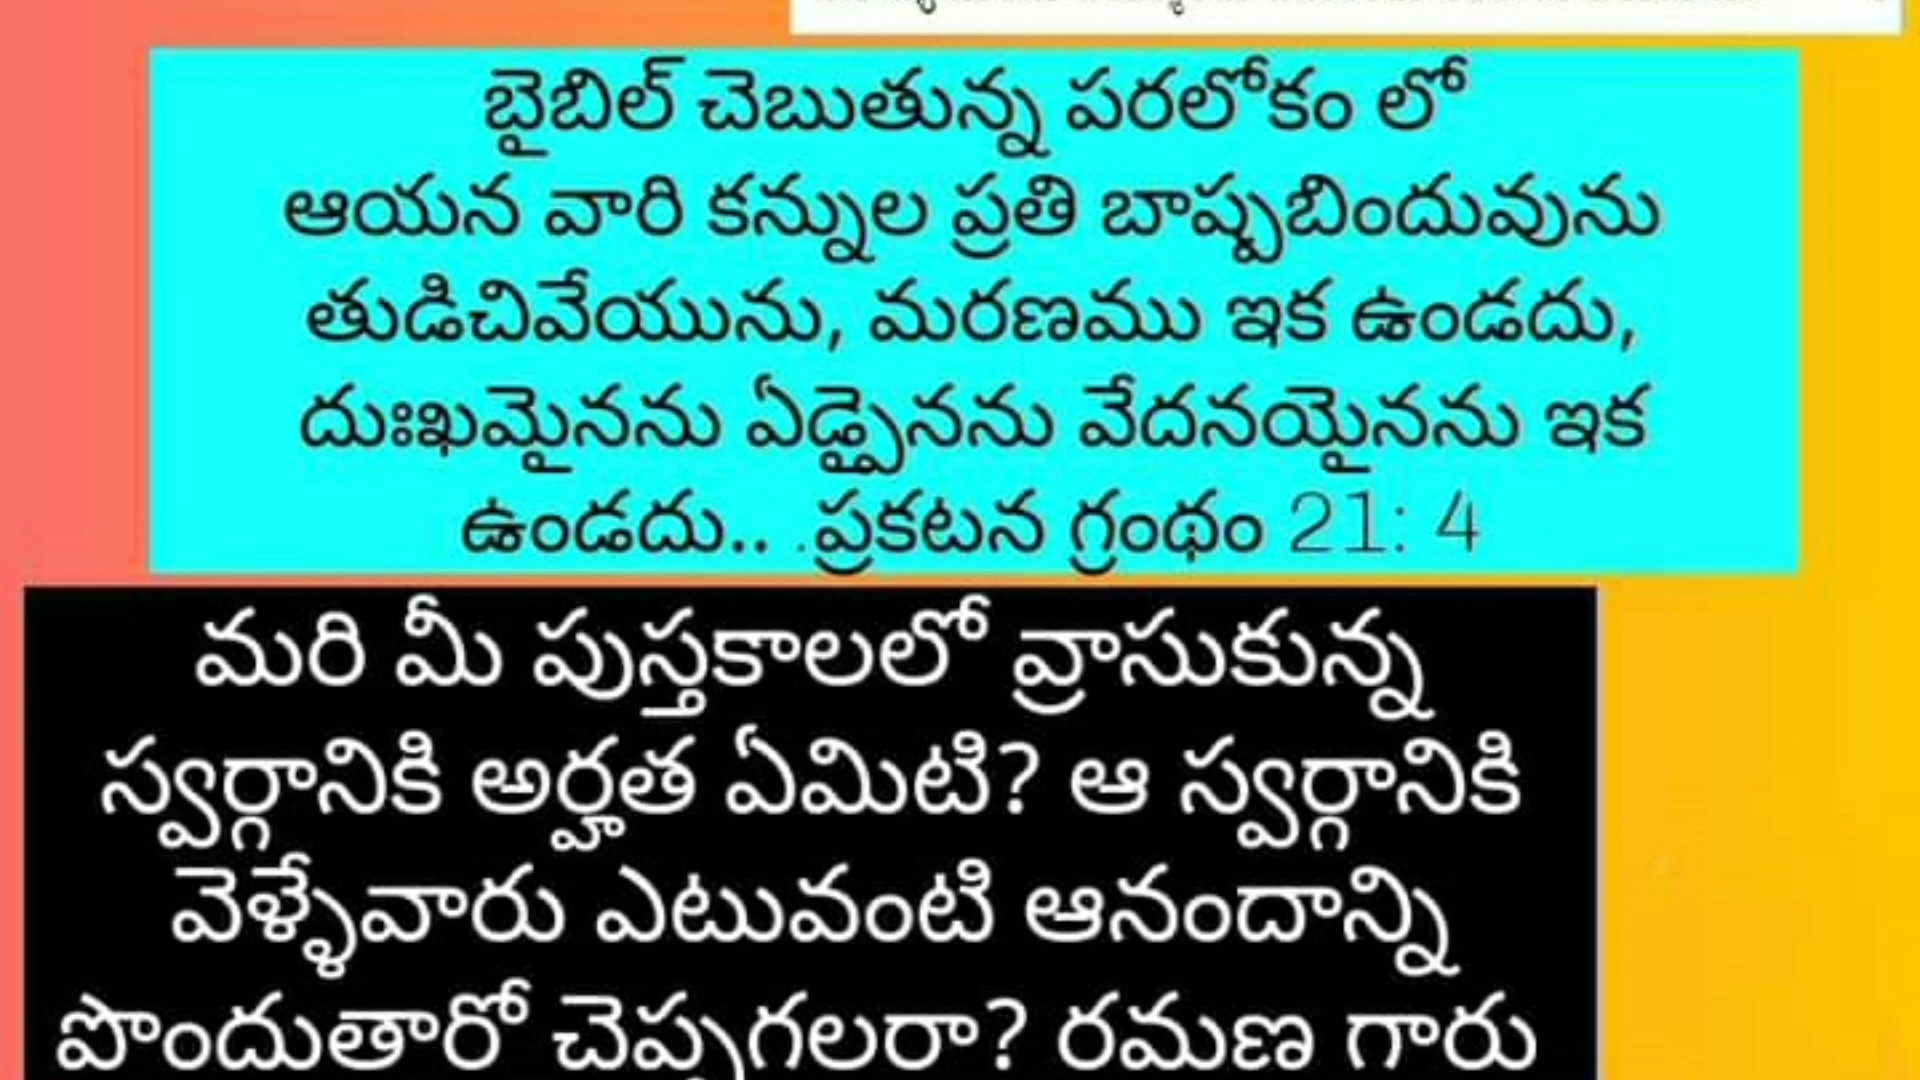 బైబిల్ చెబుతున్న పరలోకం లో
ఆయన వారి కన్నుల ప్రతి బాష్పబిందువును
తుడిచివేయును, మరణము ఇక ఉండదు,
దుఃఖమైనను ఏడ్పైనను వేదనయైనను ఇక
ఉండదు.. .ప్రకటన గ్రంథం 21: 4
మరి మీ పుస్తకాలలో వ్రాసుకున్న
స్వర్గానికి అర్హత ఏమిటి? ఆ స్వర్గానికి
వెళ్ళేవారు ఎటువంటి ఆనందాన్ని
పొందుతారో చెప్పగలరా? రమణ గారు